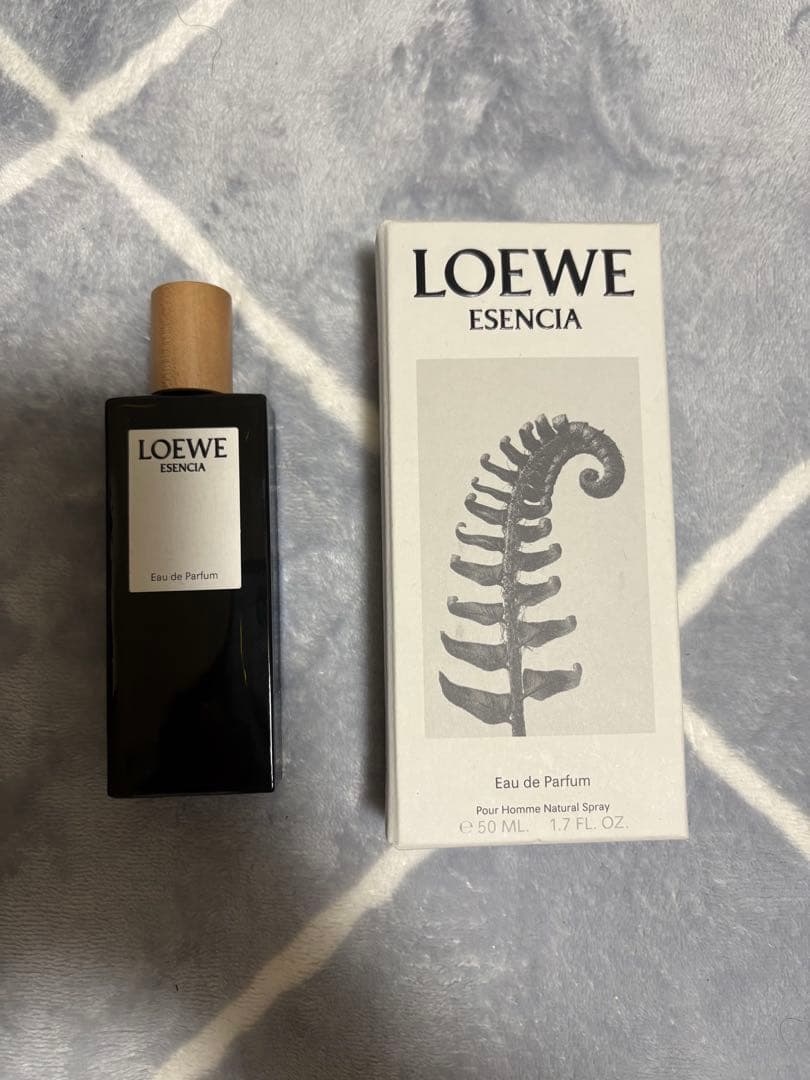 LOEWE
ESENCIA
Eau de Parfum
LOEWE
ESENCIA
Eau de Parfum
Pour Homme Natural Spray
℮ 50 ML. 1.7 FL. OZ.